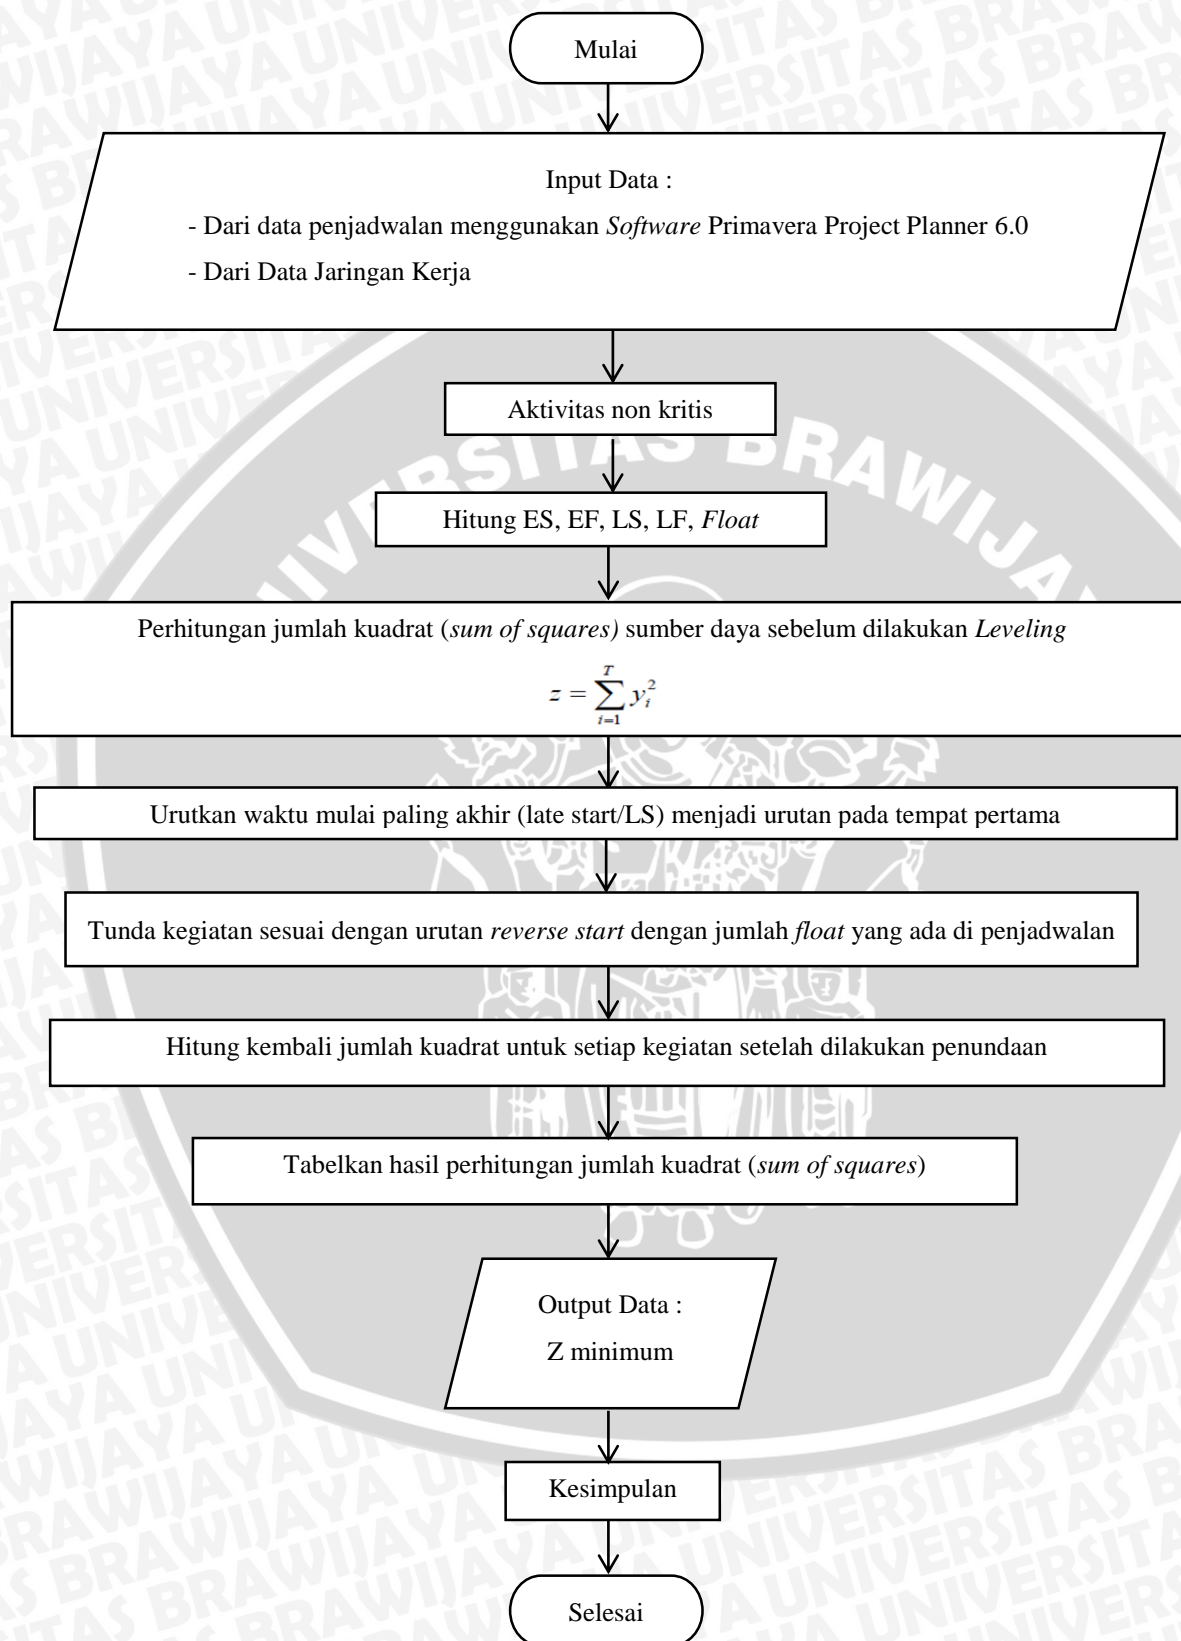 Mulai
Input Data :
- Dari data penjadwalan menggunakan Software Primavera Project Planner 6.0
- Dari Data Jaringan Kerja
Aktivitas non kritis
Hitung ES, EF, LS, LF, Float
Perhitungan jumlah kuadrat (sum of squares) sumber daya sebelum dilakukan Leveling
z = \sum_{i=1}^{T} y_i^2
Urutkan waktu mulai paling akhir (late start/LS) menjadi urutan pada tempat pertama
Tunda kegiatan sesuai dengan urutan reverse start dengan jumlah float yang ada di penjadwalan
Hitung kembali jumlah kuadrat untuk setiap kegiatan setelah dilakukan penundaan
Tabelkan hasil perhitungan jumlah kuadrat (sum of squares)
Output Data :
Z minimum
Kesimpulan
Selesai